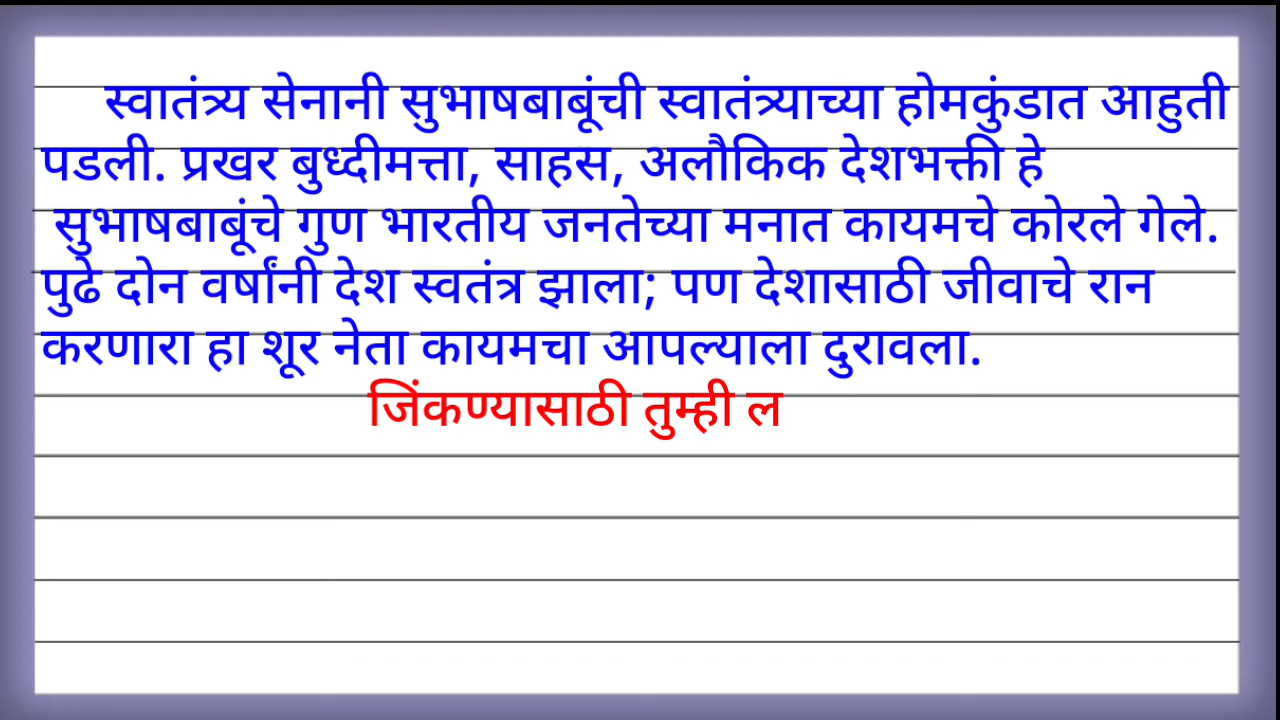 स्वातंत्र्य सेनानी सुभाषबाबूंची स्वातंत्र्याच्या होमकुंडात आहुती
पडली. प्रखर बुध्दीमत्ता, साहस, अलौकिक देशभक्ती हे
सुभाषबाबूंचे गुण भारतीय जनतेच्या मनात कायमचे कोरले गेले.
पुढे दोन वर्षांनी देश स्वतंत्र झाला; पण देशासाठी जीवाचे रान
करणारा हा शूर नेता कायमचा आपल्याला दुरावला.
जिंकण्यासाठी तुम्ही ल